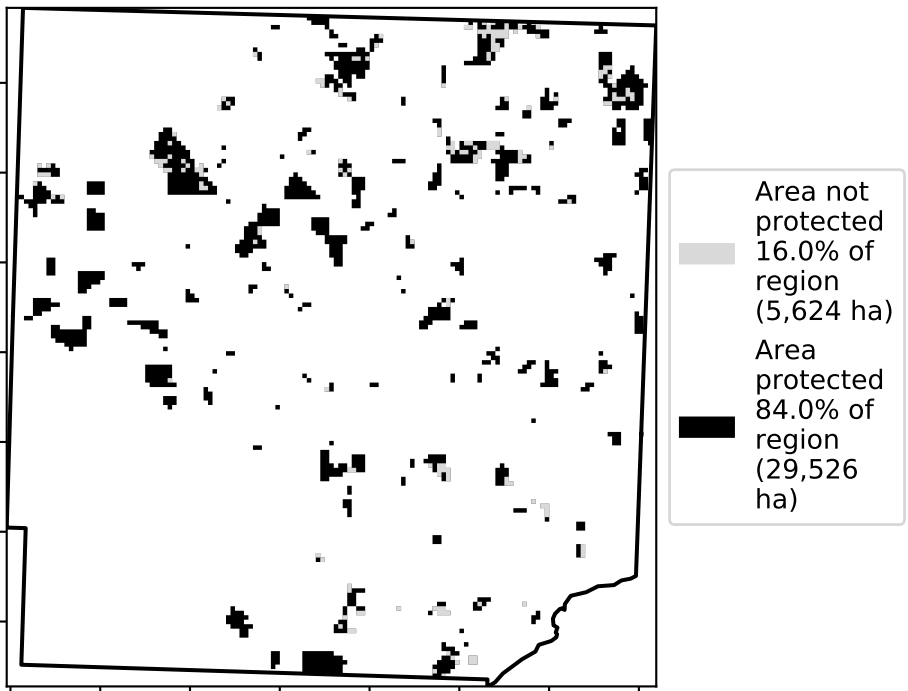 Area not
protected
16.0% of
region
(5,624 ha)
Area
protected
84.0% of
region
(29,526
ha)